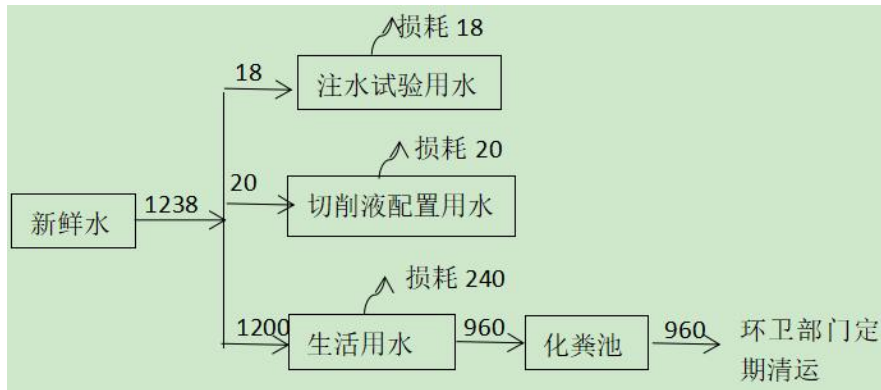 损耗 18
18
注水试验用水
损耗 20
20
切削液配置用水
新鲜水
1238
损耗 240
1200
生活用水
960
化粪池
960
环卫部门定
期清运